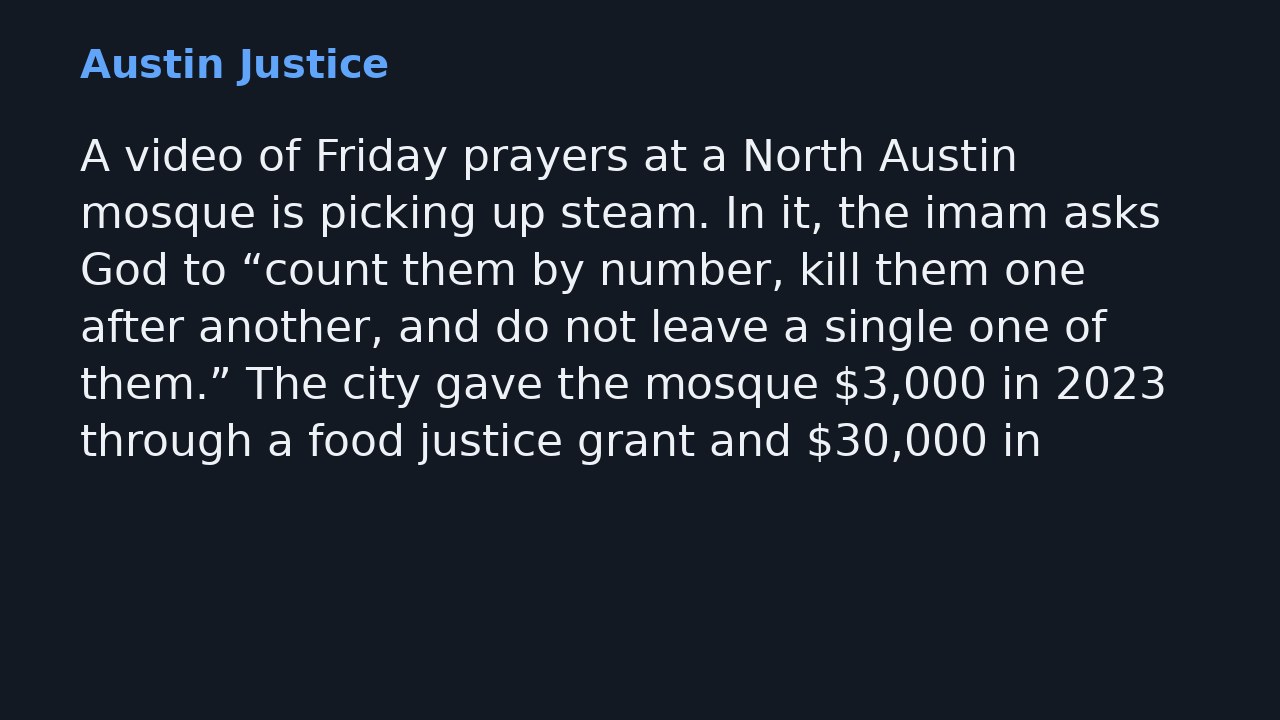 Austin Justice
A video of Friday prayers at a North Austin
mosque is picking up steam. In it, the imam asks
God to “count them by number, kill them one
after another, and do not leave a single one of
them.” The city gave the mosque $3,000 in 2023
through a food justice grant and $30,000 in